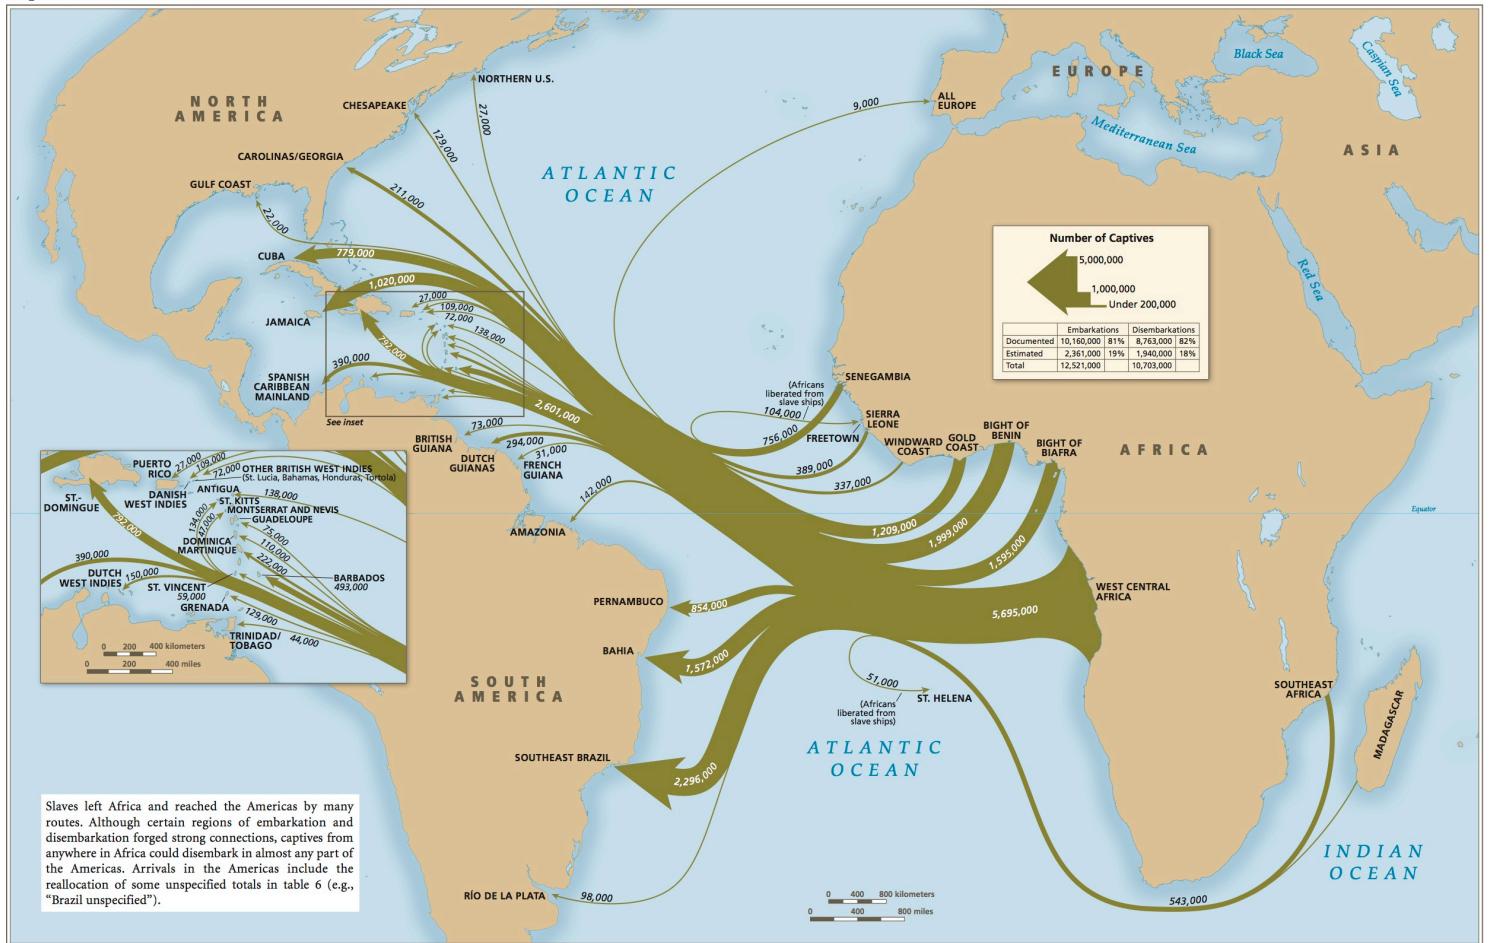 NORTHERN U.S.
NORTH
AMERICA
CHESAPEAKE
27,000
129,000
CAROLINAS/GEORGIA
211,000
GULF COAST
22,000
ATLANTIC
OCEAN
9,000
ALL
EUROPE
EUROPE
Black Sea
Caspian Sea
Mediterranean Sea
ASIA
Red Sea
CUBA
779,000
1,020,000
JAMAICA
27,000
109,000
72,000
138,000
792,000
390,000
SPANISH
CARIBBEAN
MAINLAND
See inset
2,601,000
73,000
BRITISH
GUIANA
294,000
DUTCH
GUIANAS
31,000
FRENCH
GUIANA
142,000
AMAZONIA
Number of Captives
5,000,000
1,000,000
Under 200,000
Embarkations Disembarkations
Documented 10,160,000 81% 8,763,000 82%
Estimated 2,361,000 19% 1,940,000 18%
Total 12,521,000 10,703,000
SENEGAMBIA
(Africans
liberated from
slave ships)
104,000
756,000
SIERRA
LEONE
FREETOWN
WINDWARD
COAST
GOLD
COAST
BIGHT OF
BENIN
BIGHT OF
BIAFRA
AFRICA
389,000
337,000
1,209,000
1,999,000
1,595,000
Equator
WEST CENTRAL
AFRICA
5,695,000
PUERTO
RICO
27,000
109,000
72,000
OTHER BRITISH WEST INDIES
(St. Lucia, Bahamas, Honduras, Tortola)
ST.-
DOMINGUE
DANISH
WEST INDIES
ANTIGUA
138,000
ST. KITTS
MONTSERRAT AND NEVIS
GUADELOUPE
134,000
47,000
792,000
DOMINICA
MARTINIQUE
75,000
110,000
222,000
390,000
DUTCH
WEST INDIES
150,000
ST. VINCENT
59,000
BARBADOS
493,000
GRENADA
129,000
44,000
TRINIDAD/
TOBAGO
0 200 400 kilometers
0 200 400 miles
PERNAMBUCO
854,000
BAHIA
1,572,000
SOUTH
AMERICA
51,000
ST. HELENA
(Africans
liberated from
slave ships)
SOUTHEAST
AFRICA
MADAGASCAR
ATLANTIC
OCEAN
SOUTHEAST BRAZIL
2,296,000
Slaves left Africa and reached the Americas by many
routes. Although certain regions of embarkation and
disembarkation forged strong connections, captives from
anywhere in Africa could disembark in almost any part of
the Americas. Arrivals in the Americas include the
reallocation of some unspecified totals in table 6 (e.g.,
“Brazil unspecified”).
RÍO DE LA PLATA
98,000
0 400 800 kilometers
0 400 800 miles
INDIAN
OCEAN
543,000